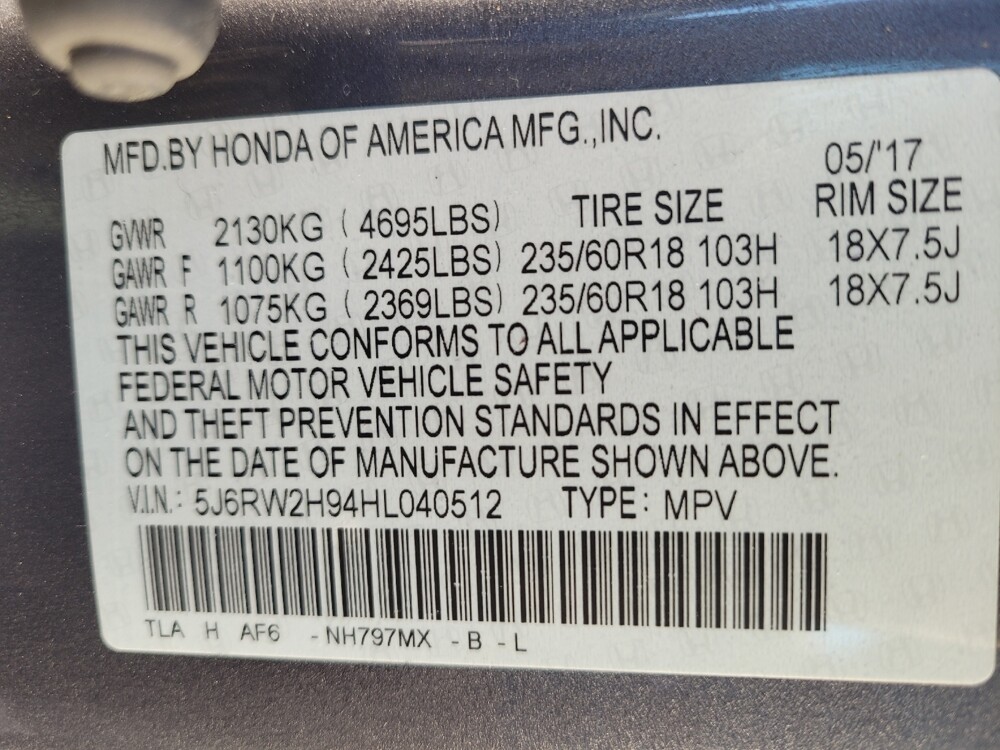 MFD.BY HONDA OF AMERICA MFG.,INC.
05/'17
GVWR 2130KG ( 4695LBS) TIRE SIZE RIM SIZE
GAWR F 1100KG ( 2425LBS) 235/60R18 103H 18X7.5J
GAWR R 1075KG ( 2369LBS) 235/60R18 103H 18X7.5J
THIS VEHICLE CONFORMS TO ALL APPLICABLE
FEDERAL MOTOR VEHICLE SAFETY
AND THEFT PREVENTION STANDARDS IN EFFECT
ON THE DATE OF MANUFACTURE SHOWN ABOVE.
V.I.N.: 5J6RW2H94HL040512 TYPE: MPV
TLA H AF6 -NH797MX -B -L